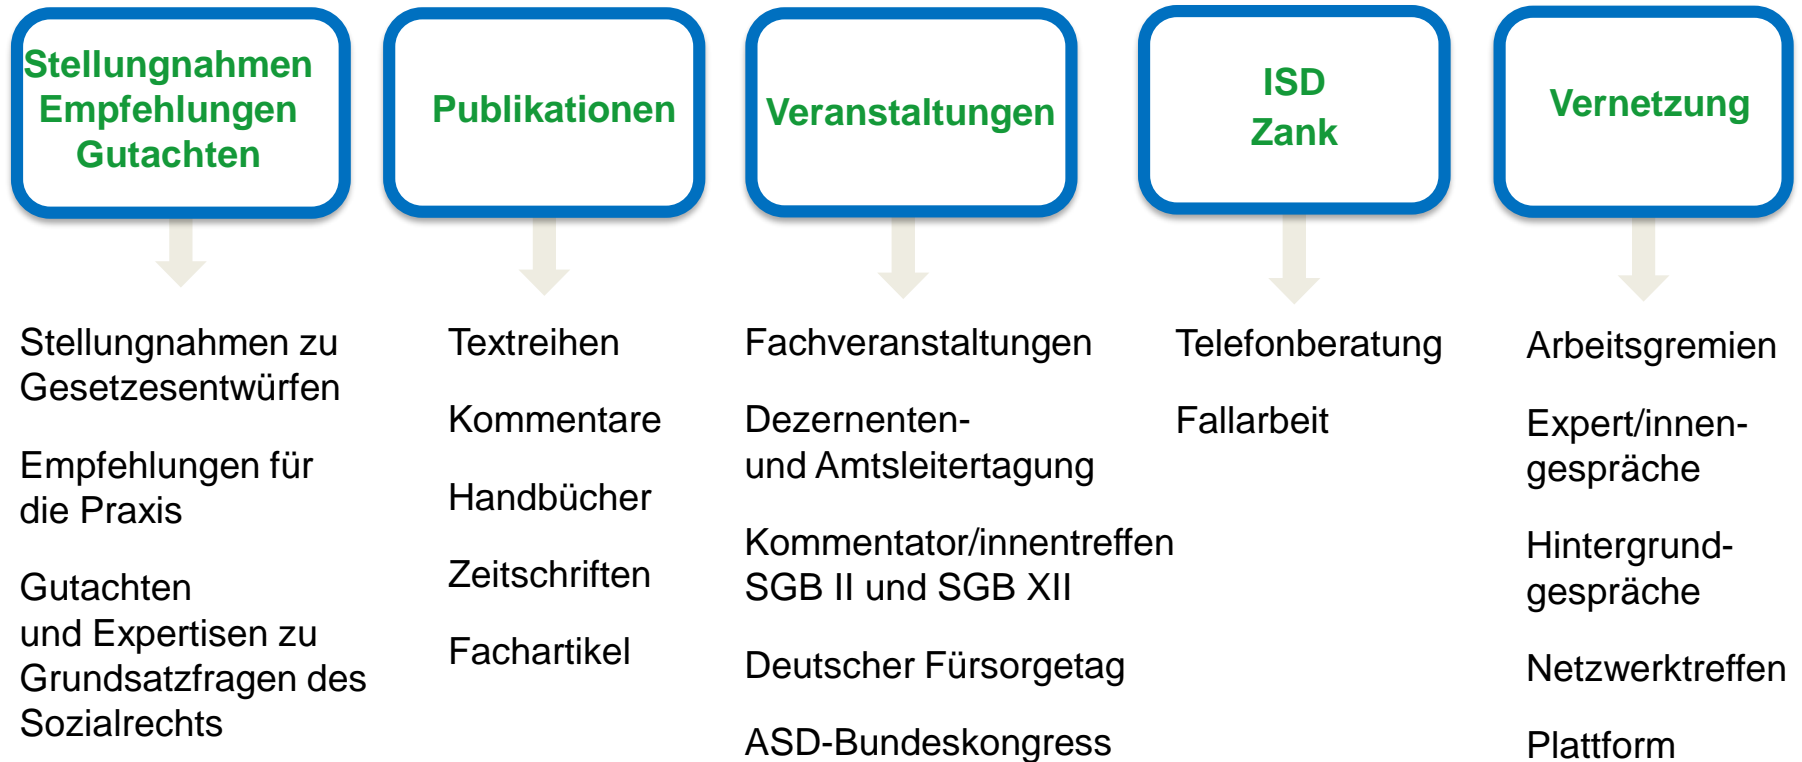 Stellungnahmen
Empfehlungen
Gutachten
Publikationen
Veranstaltungen
ISD
Zank
Vernetzung
Stellungnahmen zu
Gesetzesentwürfen
Empfehlungen für
die Praxis
Gutachten
und Expertisen zu
Grundsatzfragen des
Sozialrechts
Textreihen
Kommentare
Handbücher
Zeitschriften
Fachartikel
Fachveranstaltungen
Dezernenten-
und Amtsleitertagung
Kommentator/innentreffen
SGB II und SGB XII
Deutscher Fürsorgetag
ASD-Bundeskongress
Telefonberatung
Fallarbeit
Arbeitsgremien
Expert/innen-
gespräche
Hintergrund-
gespräche
Netzwerktreffen
Plattform